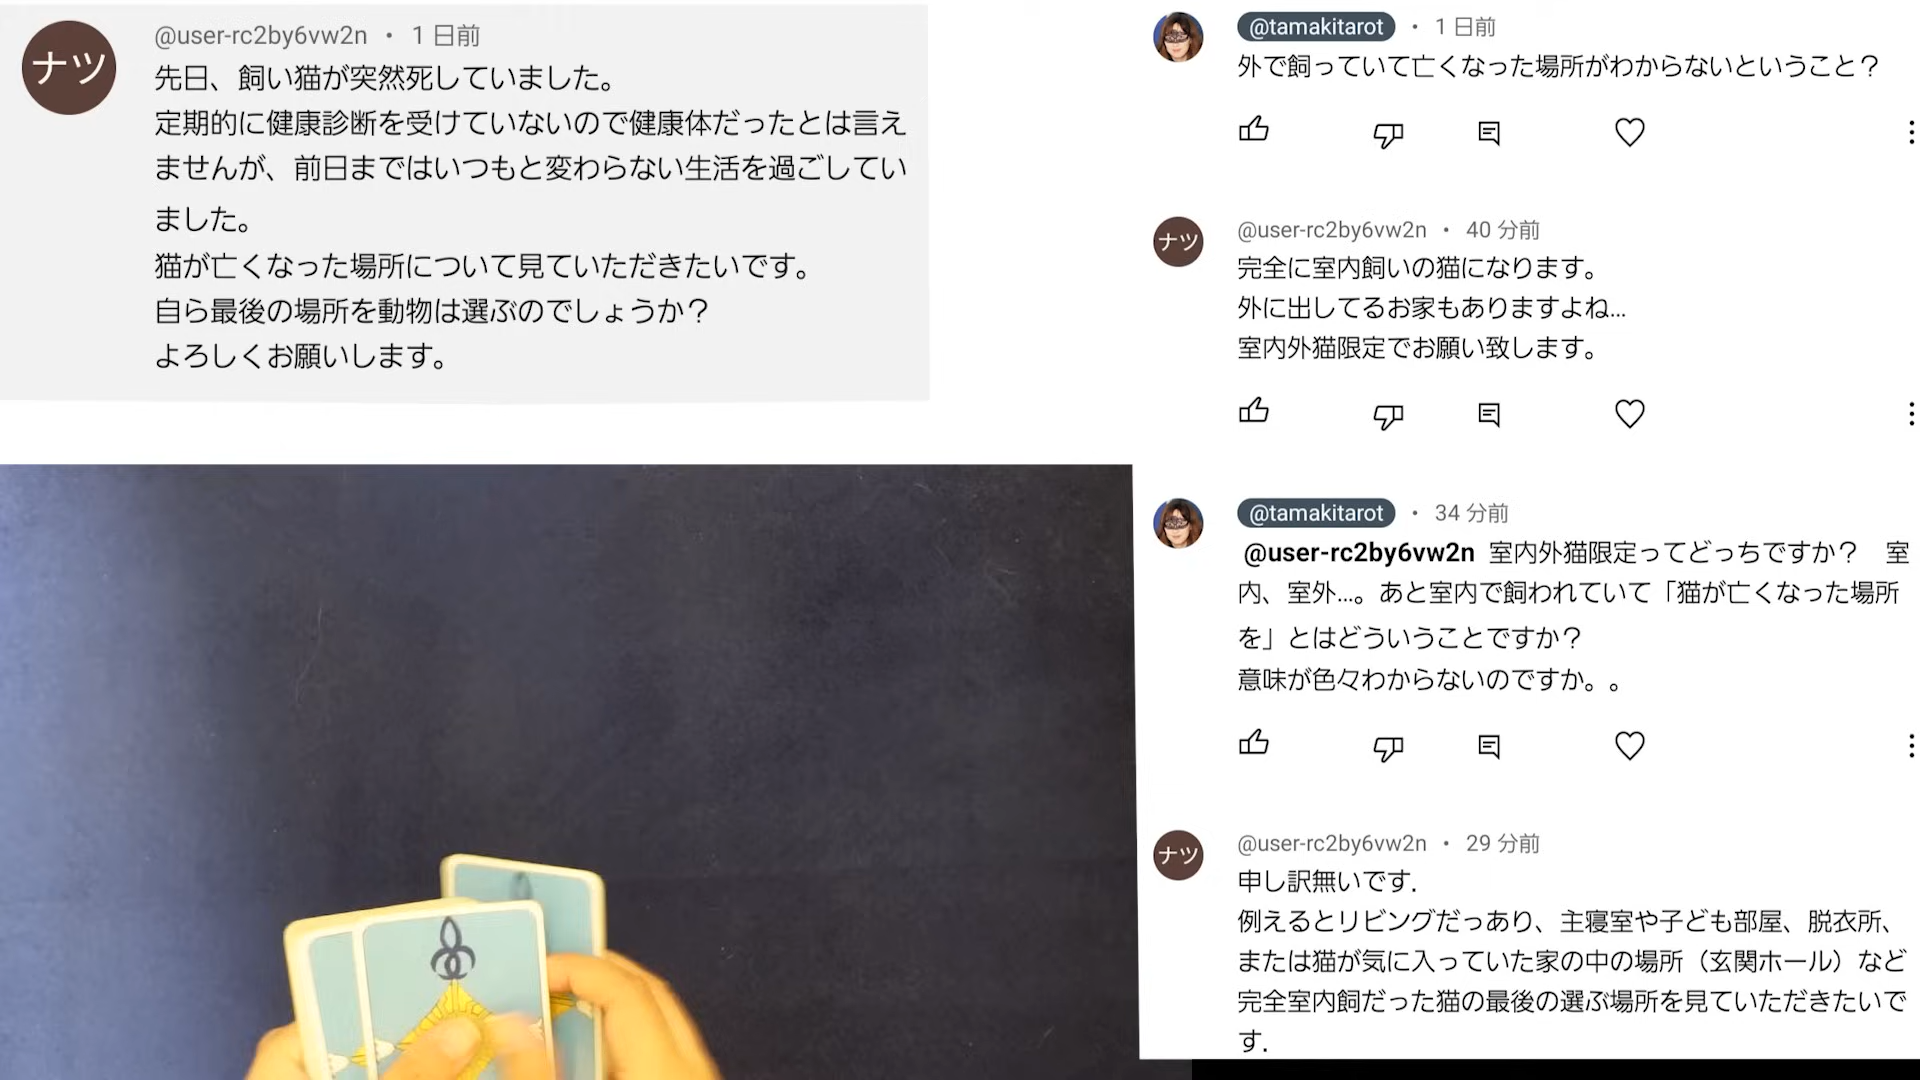 ナツ
@user-rc2by6vw2n • 1 日前
先日、飼い猫が突然死していました。
定期的に健康診断を受けていないので健康体だったとは言え
ませんが、前日まではいつもと変わらない生活を過ごしてい
ました。
猫が亡くなった場所について見ていただきたいです。
自ら最後の場所を動物は選ぶのでしょうか？
よろしくお願いします。
@tamakitarot • 1 日前
外で飼っていて亡くなった場所がわからないということ？
ナツ
@user-rc2by6vw2n • 40 分前
完全に室内飼いの猫になります。
外に出してるお家もありますよね...
室内外猫限定でお願い致します。
@tamakitarot • 34 分前
@user-rc2by6vw2n 室内外猫限定ってどっちですか？　室
内、室外...。あと室内で飼われていて「猫が亡くなった場所
を」とはどういうことですか？
意味が色々わからないのですか。。
ナツ
@user-rc2by6vw2n • 29 分前
申し訳無いです.
例えるとリビングだっあり、主寝室や子ども部屋、脱衣所、
または猫が気に入っていた家の中の場所（玄関ホール）など
完全室内飼だった猫の最後の選ぶ場所を見ていただきたいで
す.